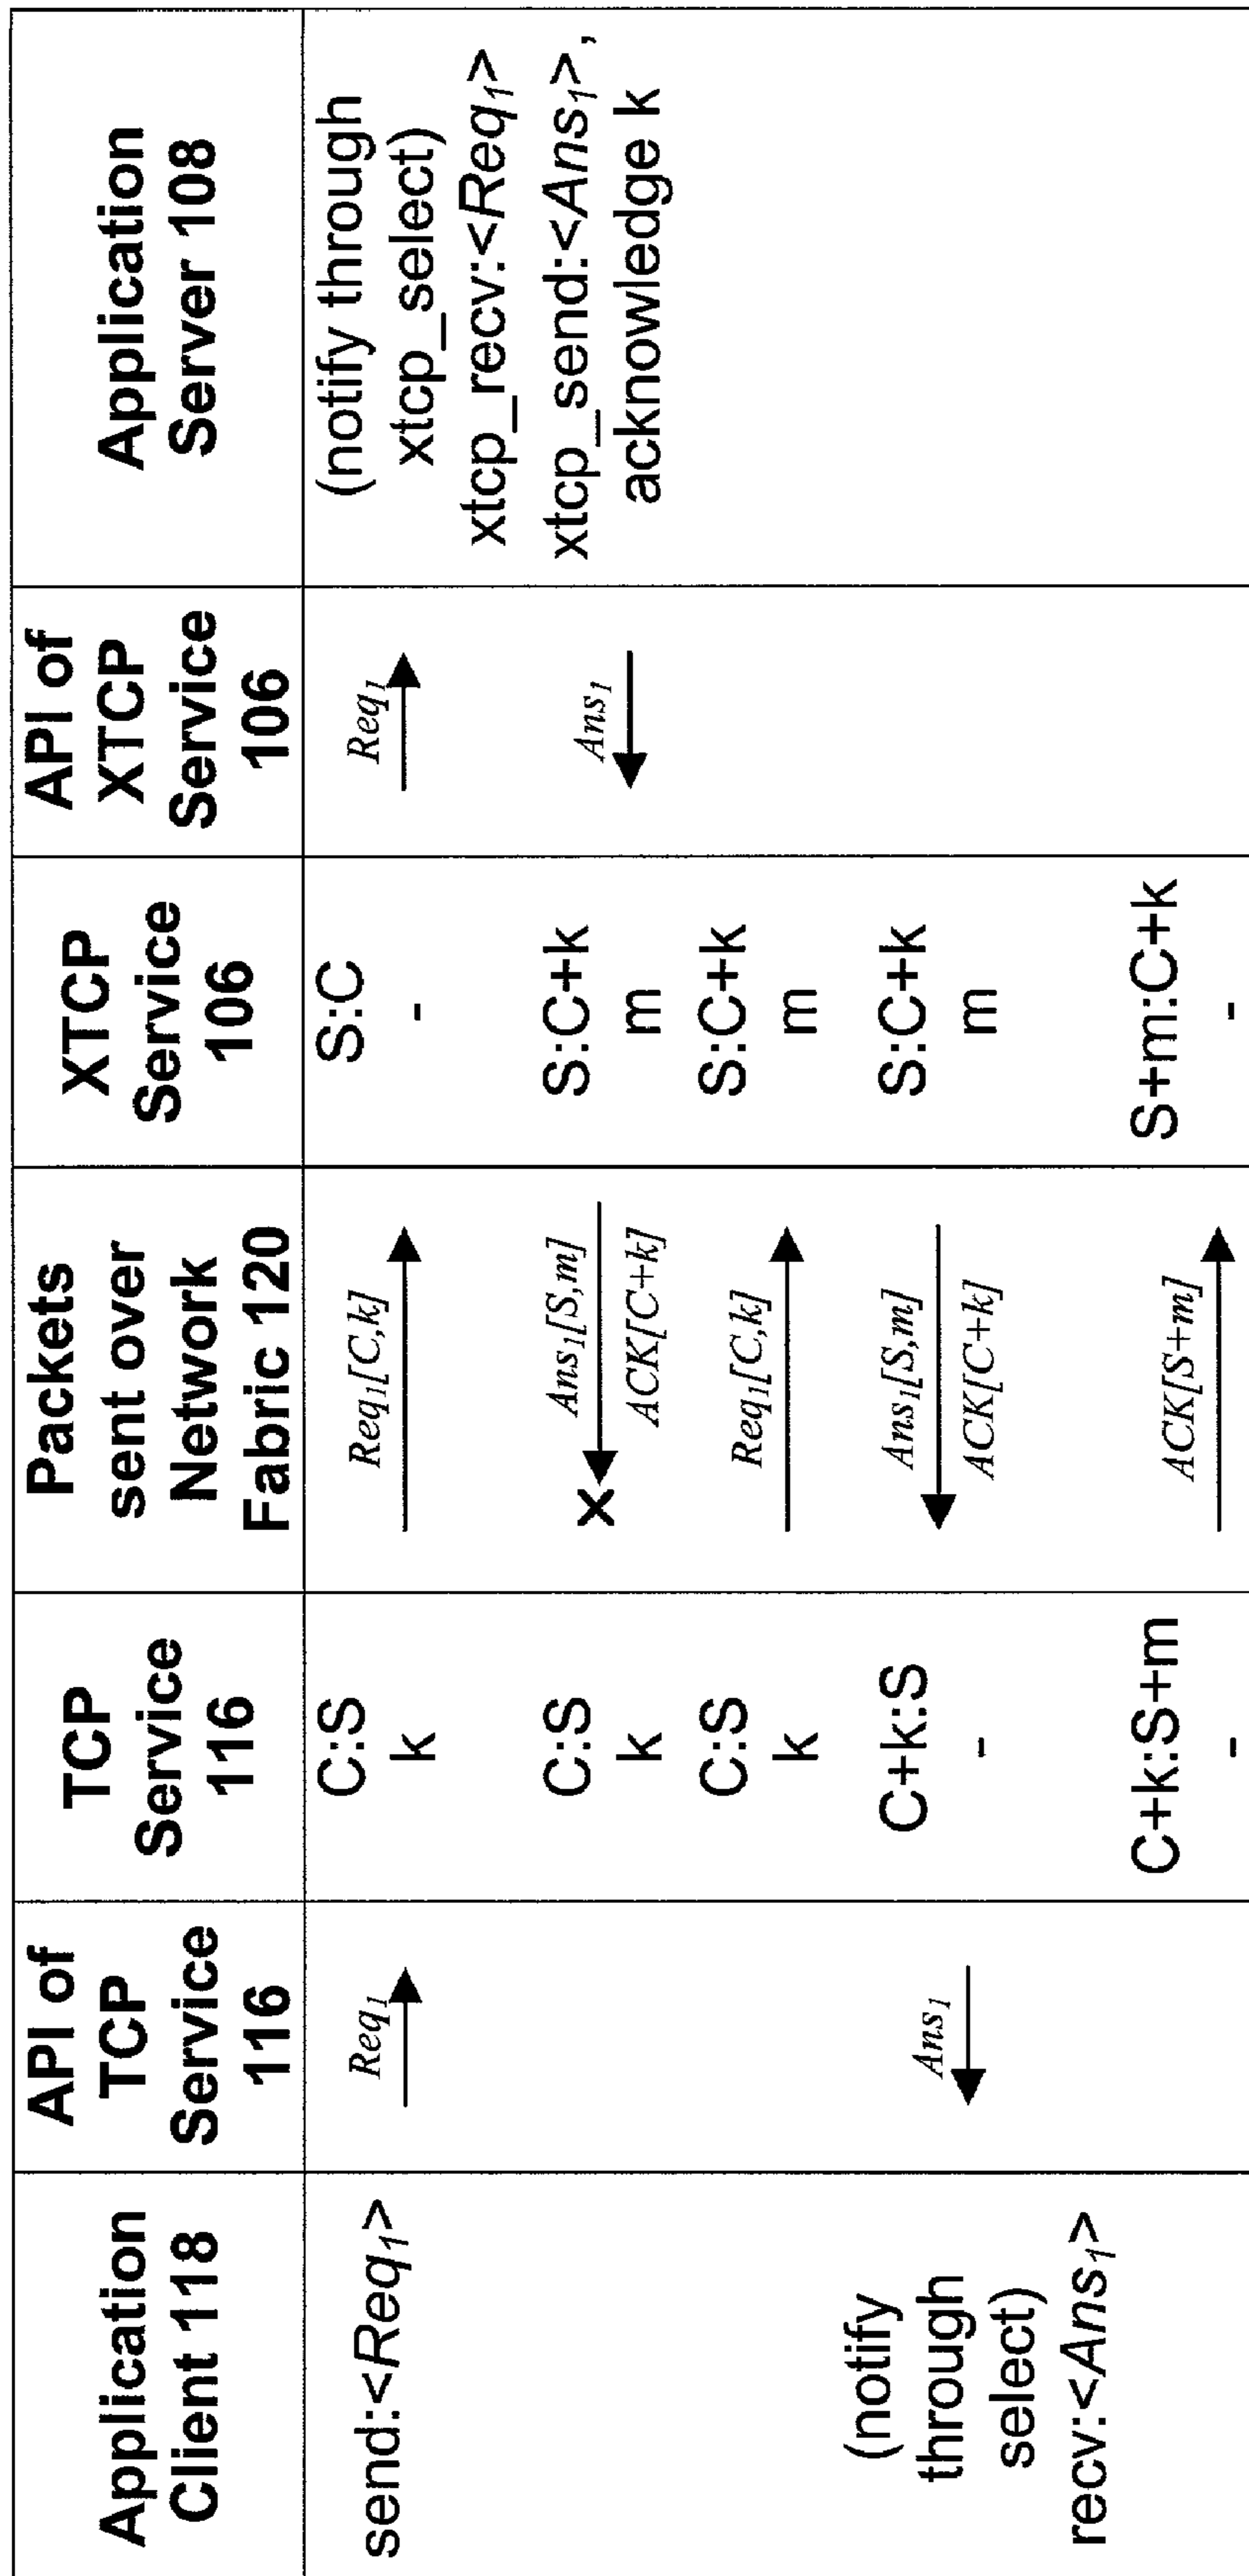 Application
Client 118
API of
TCP
Service
116
TCP
Service
116
Packets
sent over
Network
Fabric 120
XTCP
Service
106
API of
XTCP
Service
106
Application
Server 108
send:<Req1>
Req1
C:S
k
Req1[C,k]
S:C
-
Req1
(notify through
xtcp_select)
xtcp_recv:<Req1>
C:S
k
Ans1[S,m]
x
ACK[C+k]
S:C+k
m
Ans1
xtcp_send:<Ans1>,
acknowledge k
C:S
k
Req1[C,k]
S:C+k
m
(notify
through
select)
Ans1
C+k:S
-
Ans1[S,m]
ACK[C+k]
S:C+k
m
recv:<Ans1>
C+k:S+m
-
ACK[S+m]
S+m:C+k
-